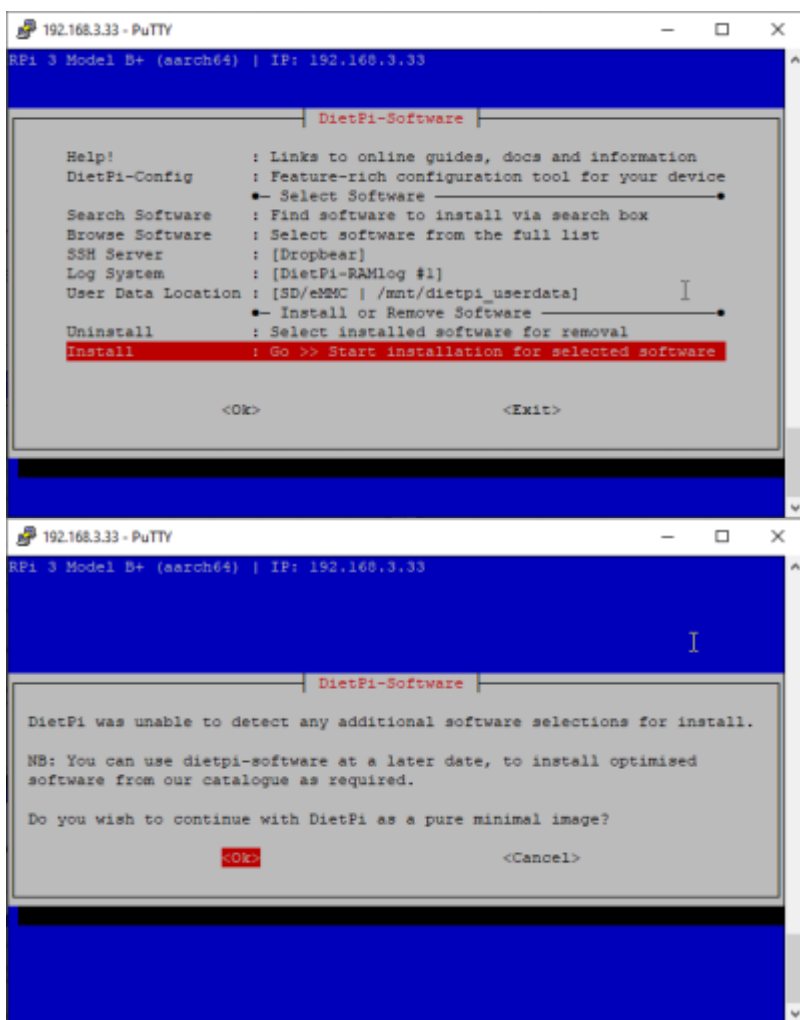 192.168.3.33 - PuTTY
RPi 3 Model B+ (aarch64) | IP: 192.168.3.33
DietPi-Software
Help! : Links to online guides, docs and information
DietPi-Config : Feature-rich configuration tool for your device
●─ Select Software ─●
Search Software : Find software to install via search box
Browse Software : Select software from the full list
SSH Server : [Dropbear]
Log System : [DietPi-RAMlog #1]
User Data Location : [SD/eMMC | /mnt/dietpi_userdata]
●─ Install or Remove Software ─●
Uninstall : Select installed software for removal
Install : Go >> Start installation for selected software
<Ok> <Exit>
192.168.3.33 - PuTTY
RPi 3 Model B+ (aarch64) | IP: 192.168.3.33
DietPi-Software
DietPi was unable to detect any additional software selections for install.
NB: You can use dietpi-software at a later date, to install optimised
software from our catalogue as required.
Do you wish to continue with DietPi as a pure minimal image?
<Ok> <Cancel>